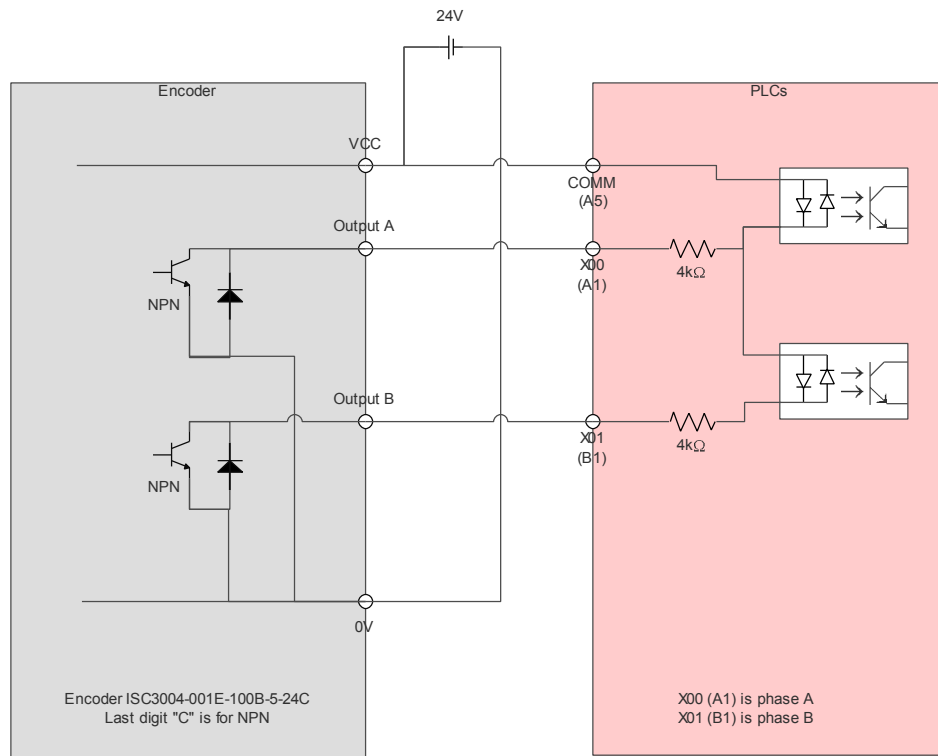 24V
Encoder
PLCs
VCC
COMM
(A5)
Output A
X00
(A1)
4kΩ
NPN
Output B
X01
(B1)
4kΩ
NPN
0V
Encoder ISC3004-001E-100B-5-24C
Last digit "C" is for NPN
X00 (A1) is phase A
X01 (B1) is phase B